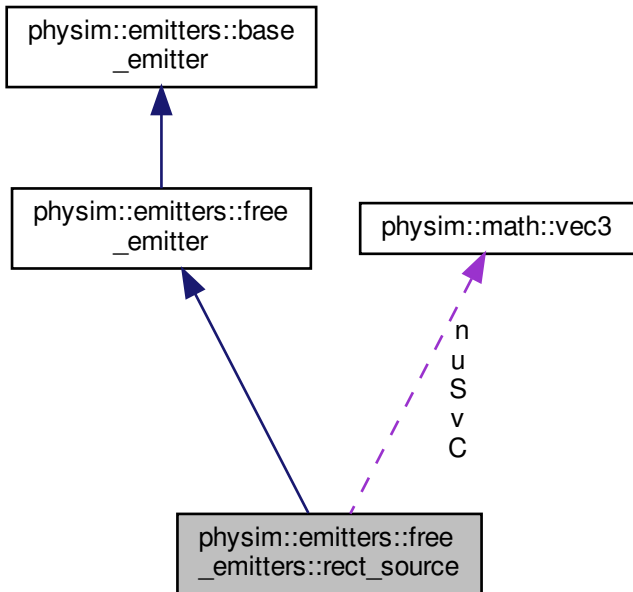 physim::emitters::base
_emitter
physim::emitters::free
_emitter
physim::math::vec3
n
u
S
v
C
physim::emitters::free
_emitters::rect_source